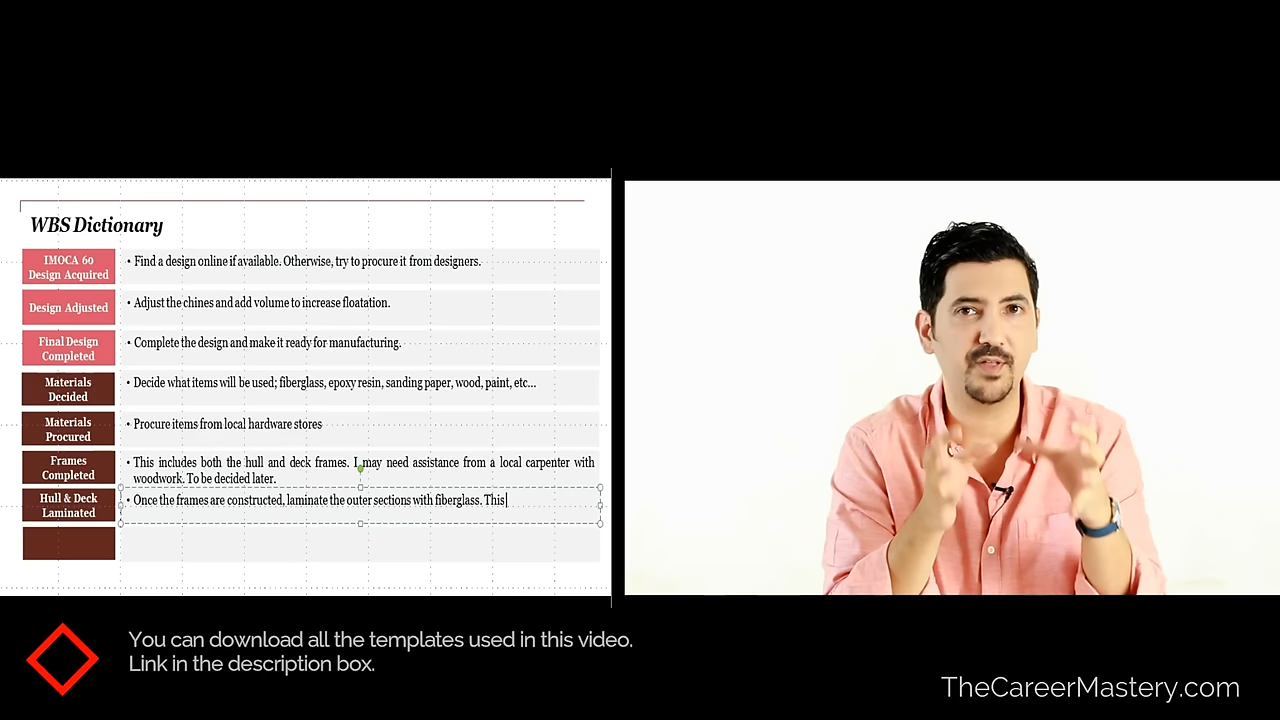 WBS Dictionary
IMOCA 60
Design Acquired
• Find a design online if available. Otherwise, try to procure it from designers.
Design Adjusted
• Adjust the chines and add volume to increase floatation.
Final Design
Completed
• Complete the design and make it ready for manufacturing.
Materials
Decided
• Decide what items will be used; fiberglass, epoxy resin, sanding paper, wood, paint, etc...
Materials
Procured
• Procure items from local hardware stores
Frames
Completed
• This includes both the hull and deck frames. I may need assistance from a local carpenter with
woodwork. To be decided later.
Hull & Deck
Laminated
• Once the frames are constructed, laminate the outer sections with fiberglass. This
You can download all the templates used in this video.
Link in the description box.
TheCareerMastery.com